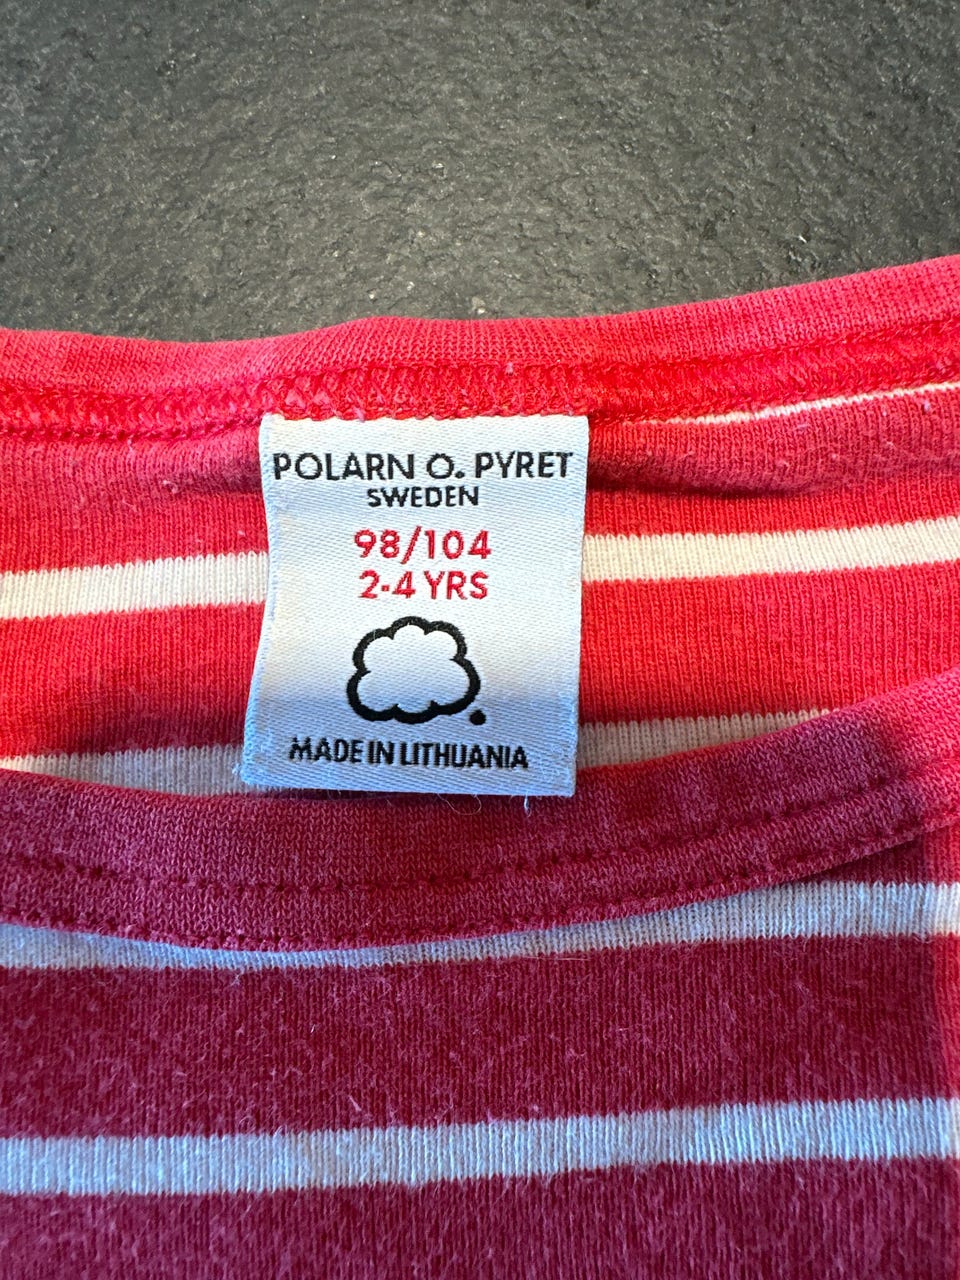 POLARN O. PYRET
SWEDEN
98/104
2-4 YRS
MADE IN LITHUANIA